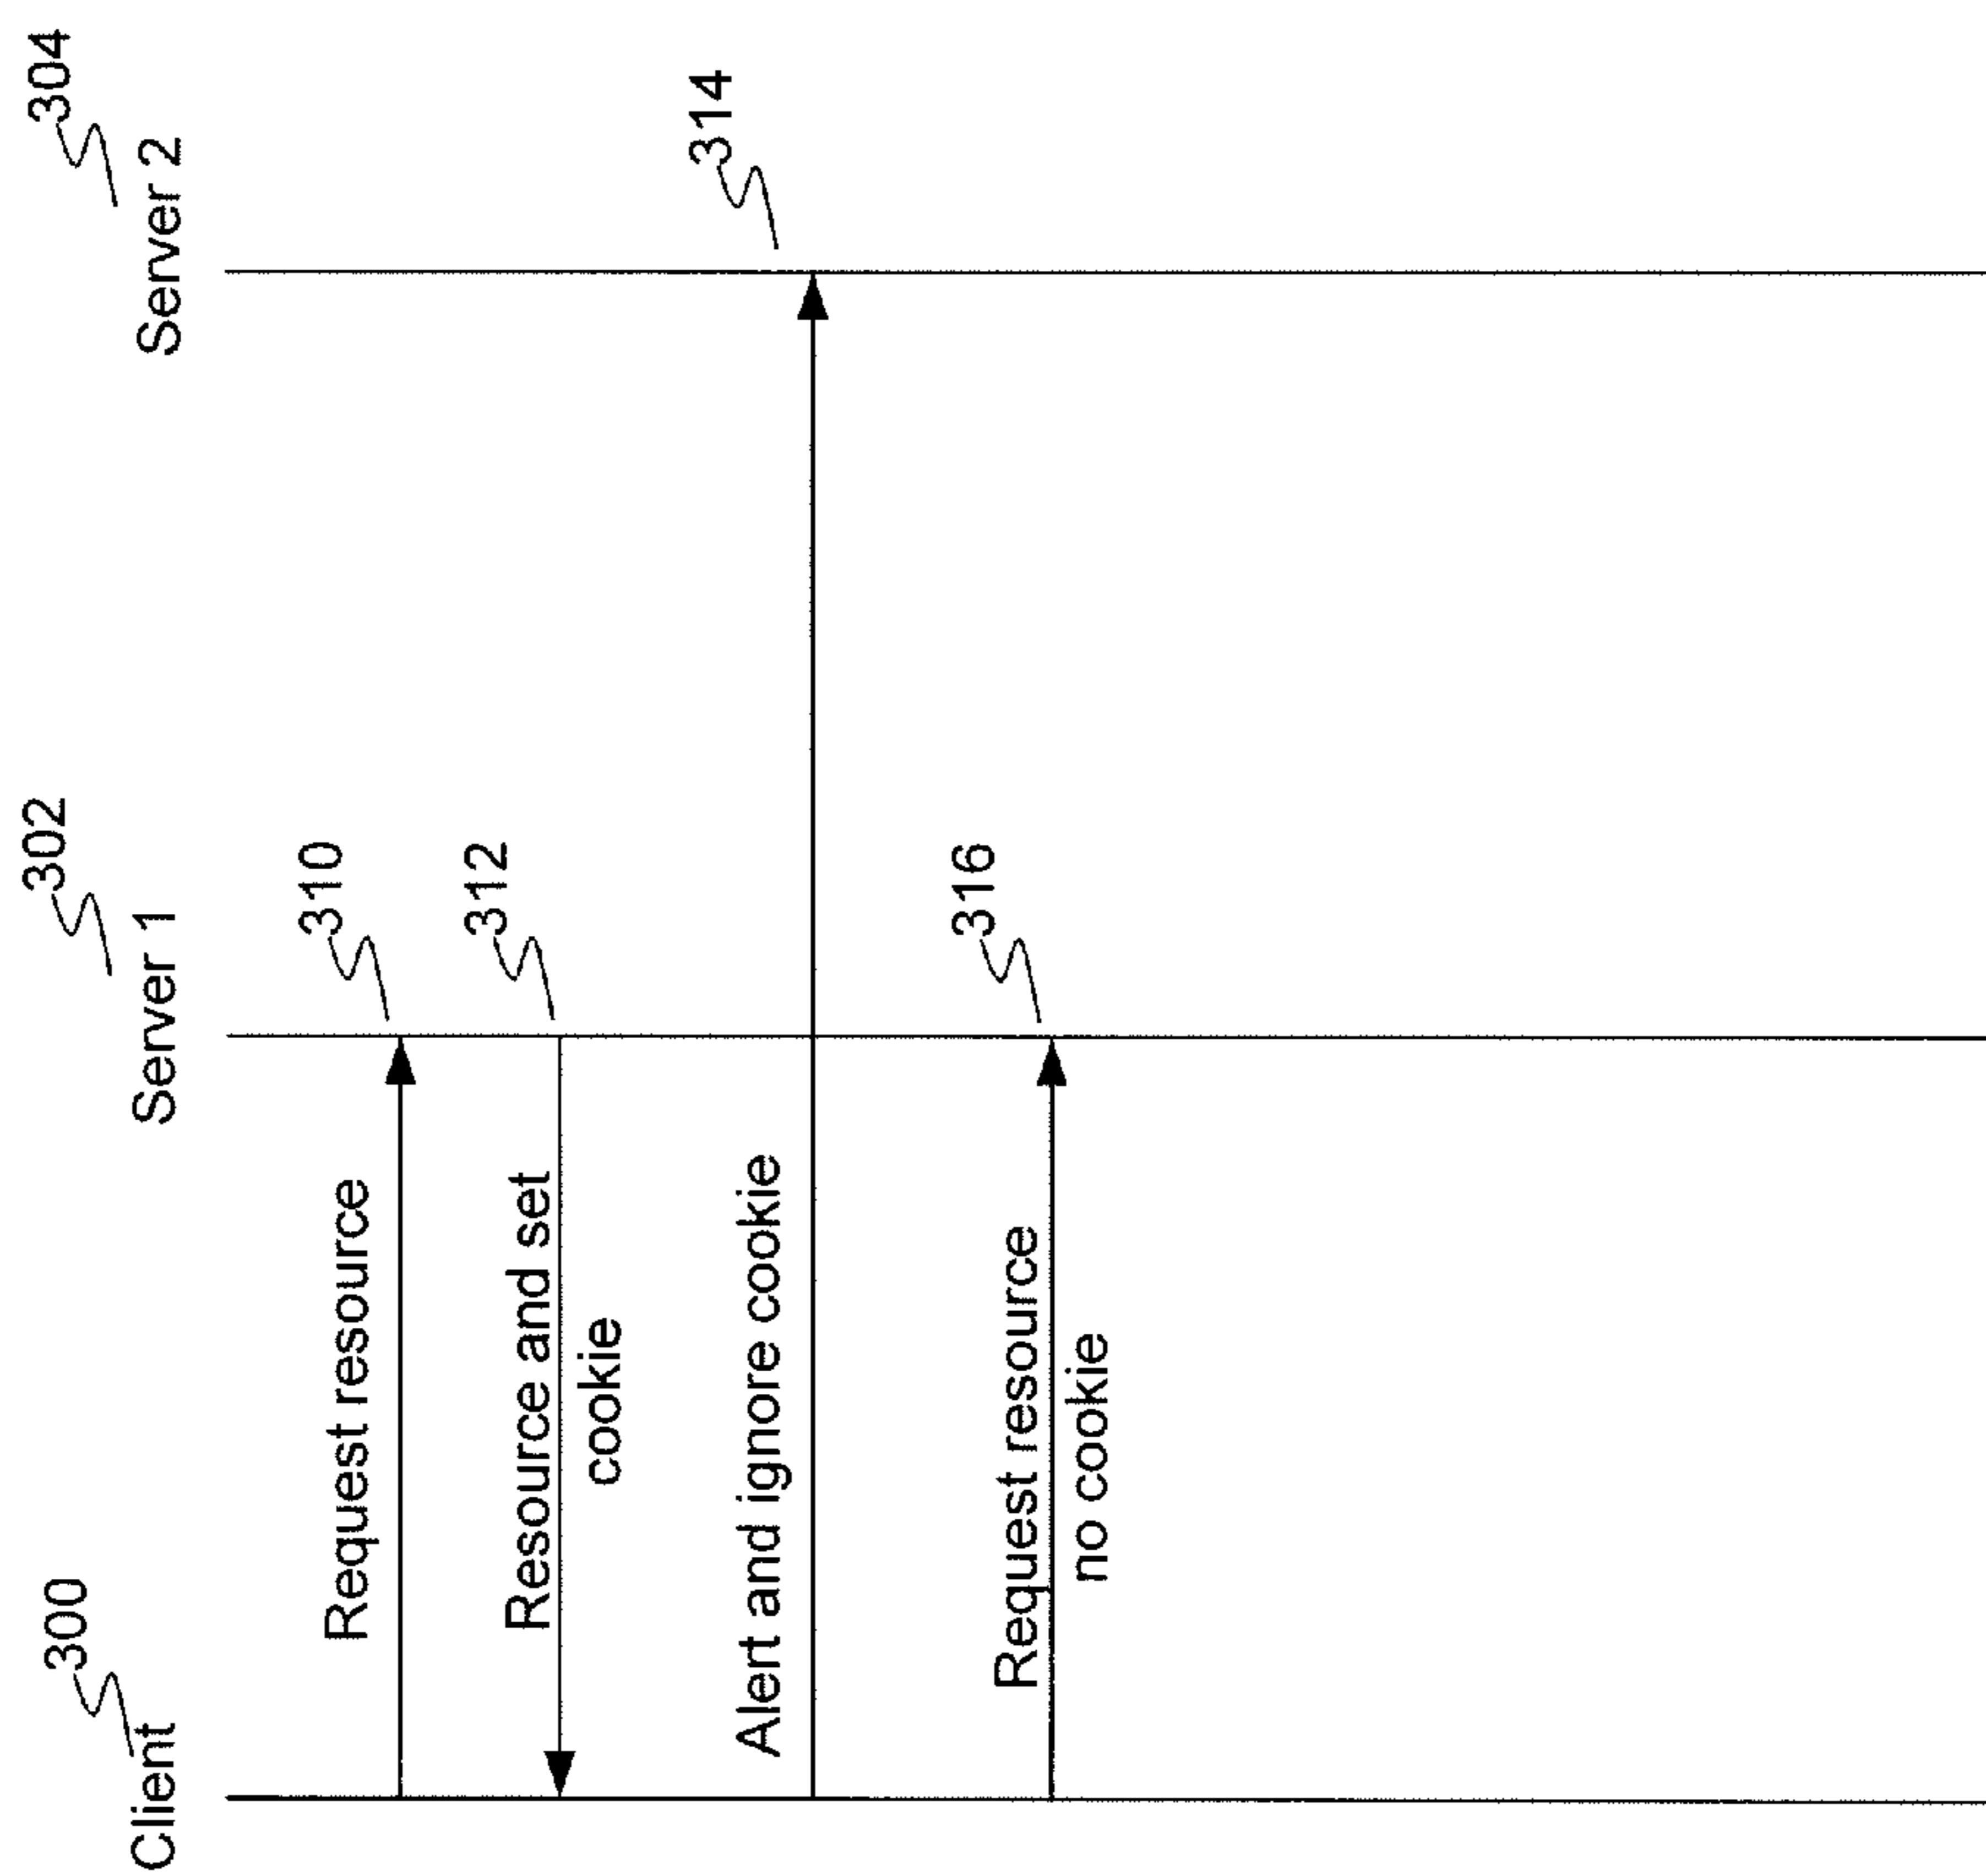 300
Client
302
Server 1
304
Server 2
310
Request resource
312
Resource and set
cookie
314
Alert and ignore cookie
316
Request resource
no cookie